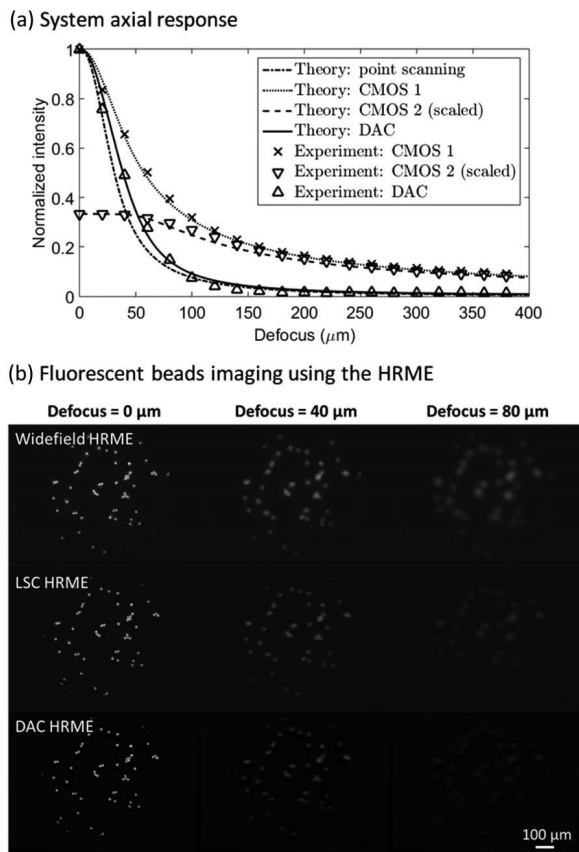 (a) System axial response
1
0.8
0.6
0.4
0.2
0
Normalized intensity
Theory: point scanning
Theory: CMOS 1
Theory: CMOS 2 (scaled)
Theory: DAC
Experiment: CMOS 1
Experiment: CMOS 2 (scaled)
Experiment: DAC
0 50 100 150 200 250 300 350 400
Defocus (μm)
(b) Fluorescent beads imaging using the HRME
Defocus = 0 μm Defocus = 40 μm Defocus = 80 μm
Widefield HRME
LSC HRME
DAC HRME
100 μm